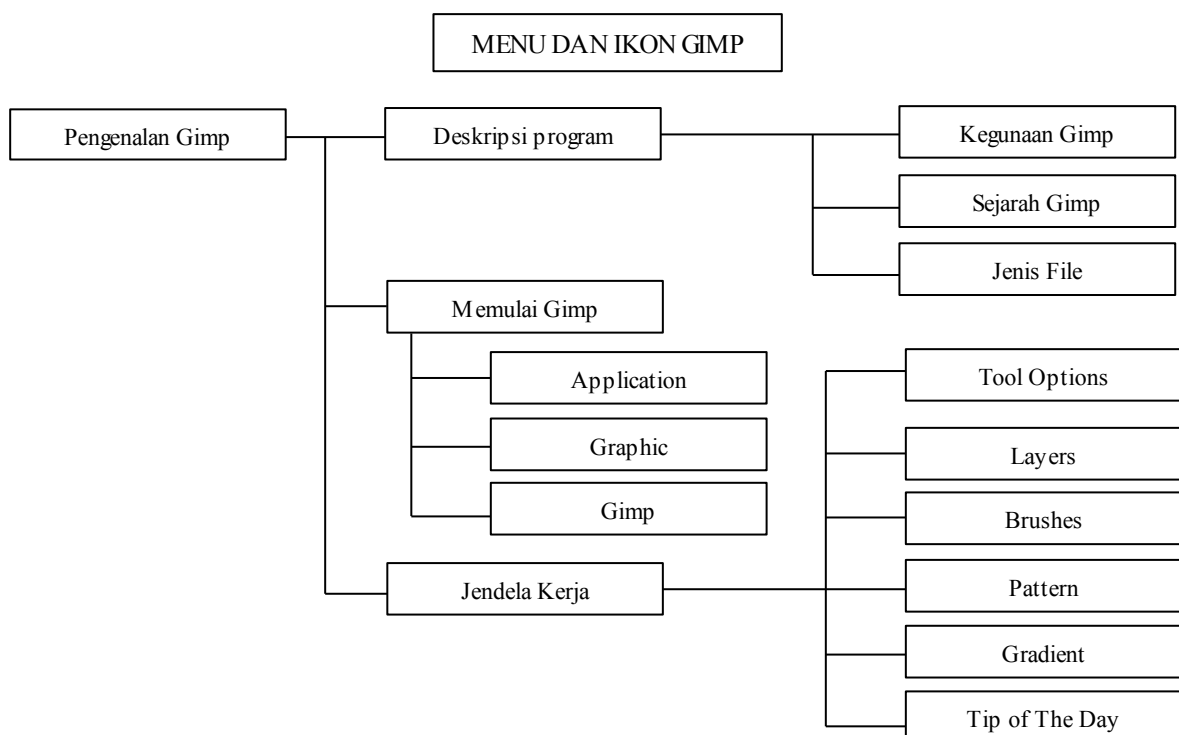 MENU DAN IKON GIMP
Pengenalan Gimp
Deskripsi program
Kegunaan Gimp
Sejarah Gimp
Jenis File
Memulai Gimp
Application
Graphic
Gimp
Jendela Kerja
Tool Options
Layers
Brushes
Pattern
Gradient
Tip of The Day